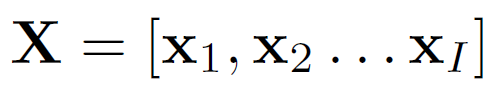 X = [x₁, x₂ … x_I]